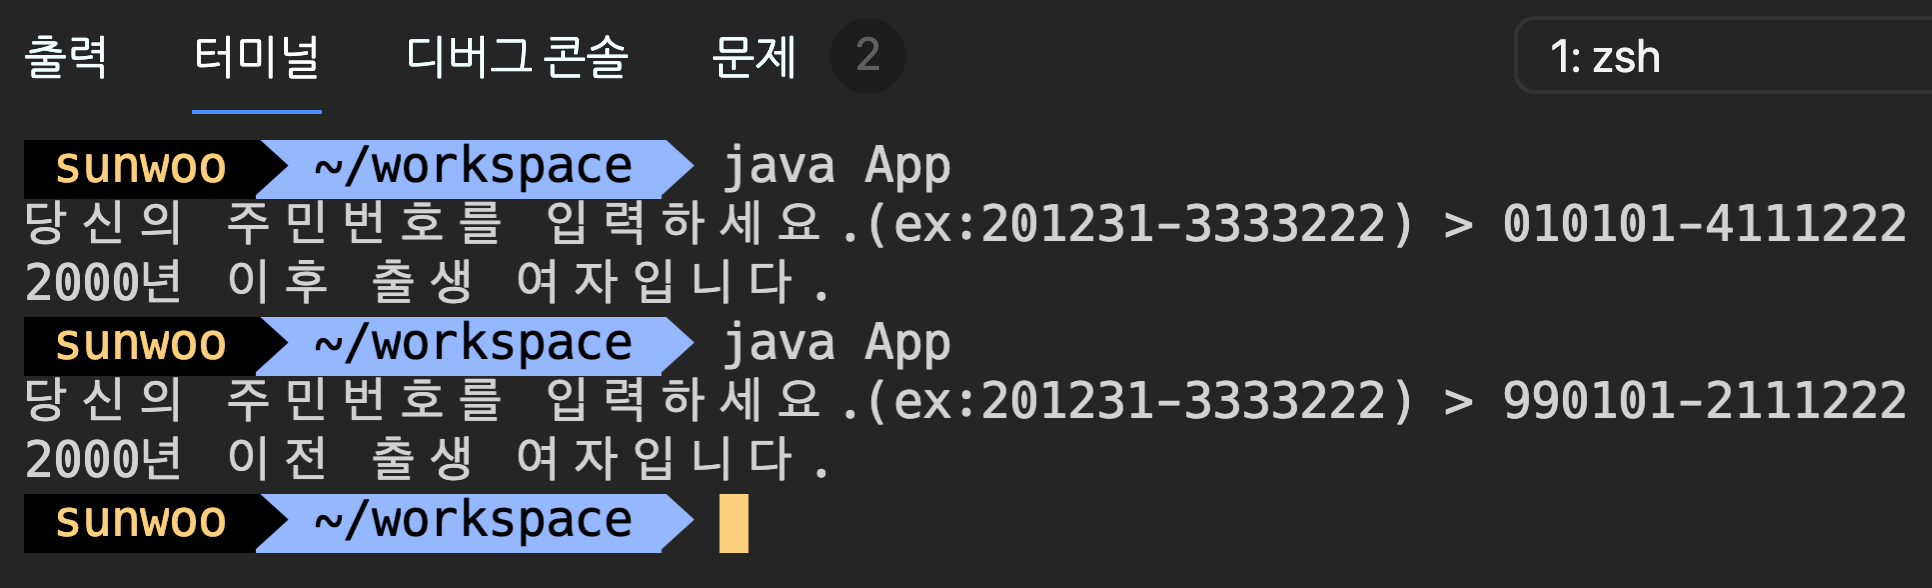 출력 터미널 디버그 콘솔 문제 2 1: zsh
sunwoo ~/workspace java App
당신의 주민번호를 입력하세요.(ex:201231-3333222) > 010101-4111222
2000년 이후 출생 여자입니다.
sunwoo ~/workspace java App
당신의 주민번호를 입력하세요.(ex:201231-3333222) > 990101-2111222
2000년 이전 출생 여자입니다.
sunwoo ~/workspace